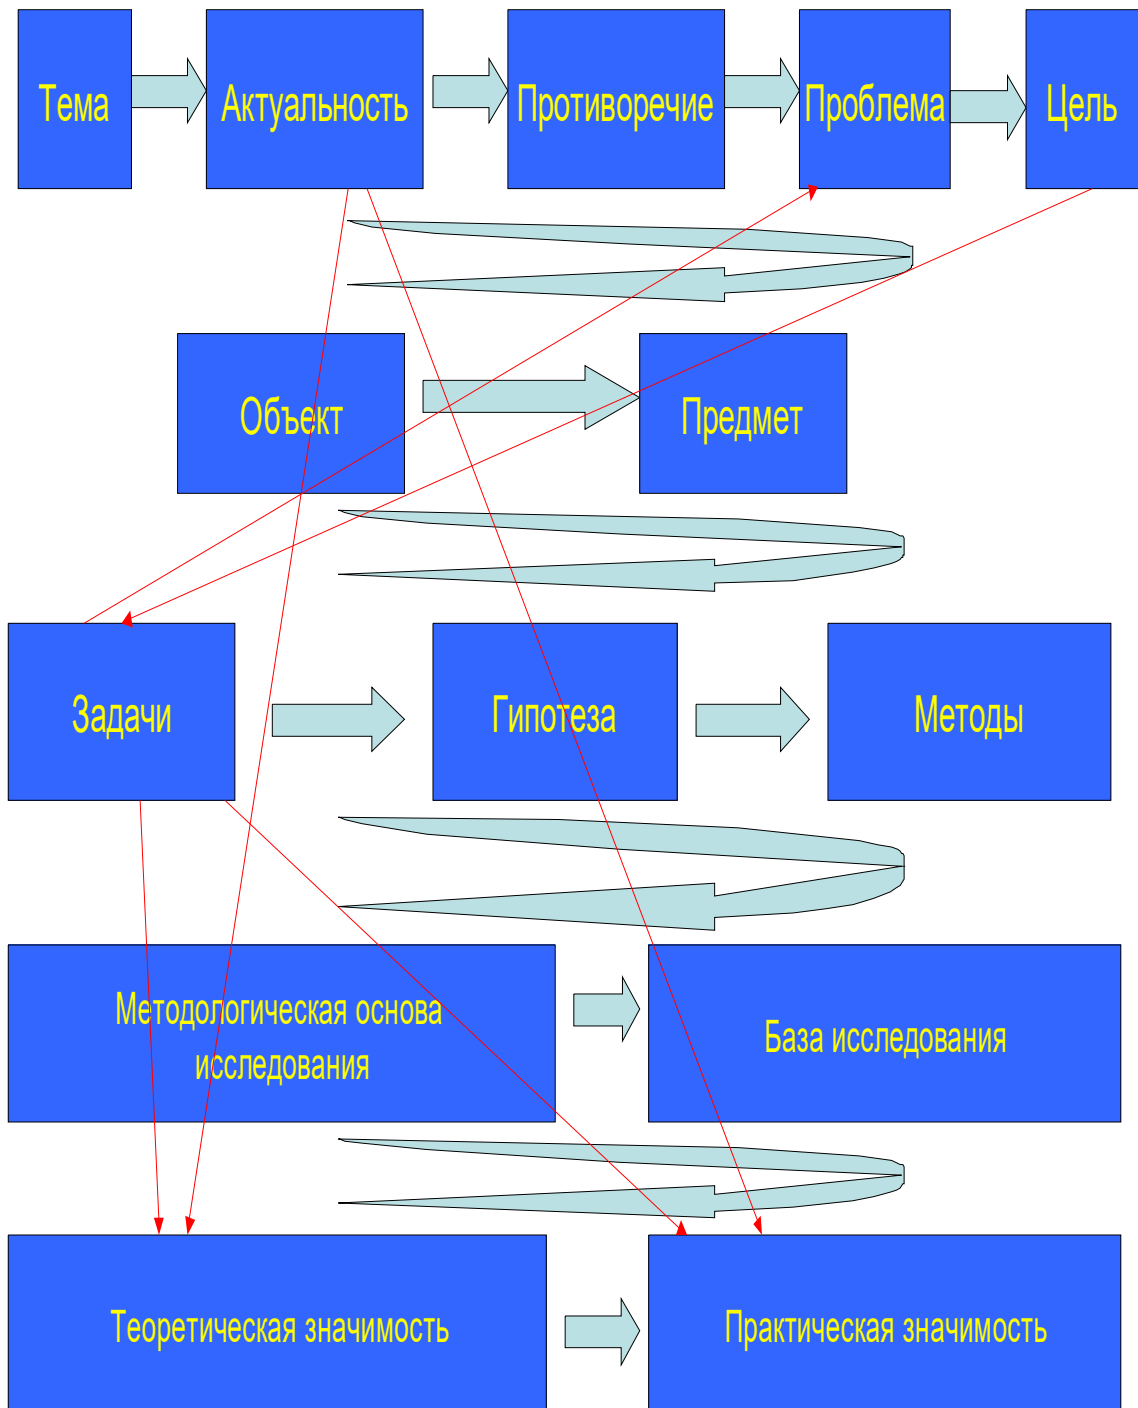 Тема
Актуальность
Противоречие
Проблема
Цель
Объект
Предмет
Задачи
Гипотеза
Методы
Методологическая основа
исследования
База исследования
Теоретическая значимость
Практическая значимость